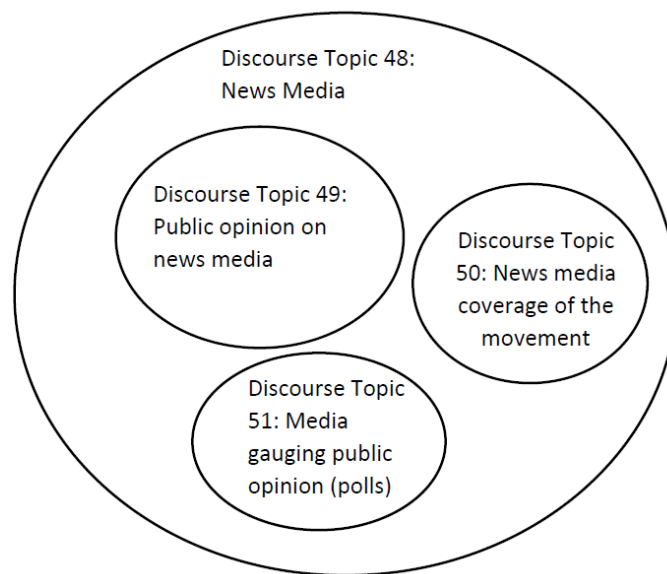 Discourse Topic 48:
News Media
Discourse Topic 49:
Public opinion on
news media
Discourse Topic
50: News media
coverage of the
movement
Discourse Topic
51: Media
gauging public
opinion (polls)